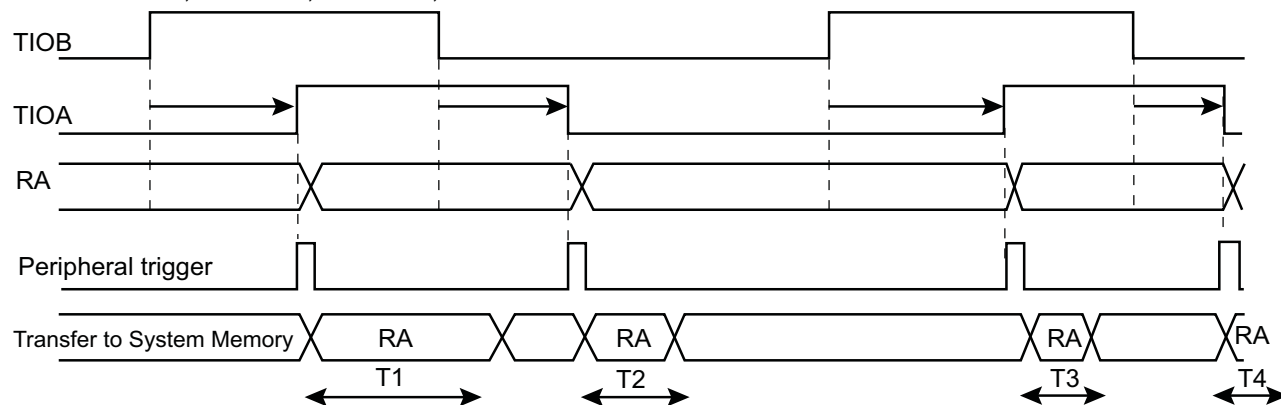 TIOB
TIOA
RA
Peripheral trigger
Transfer to System Memory RA RA RA RA
T1 T2 T3 T4